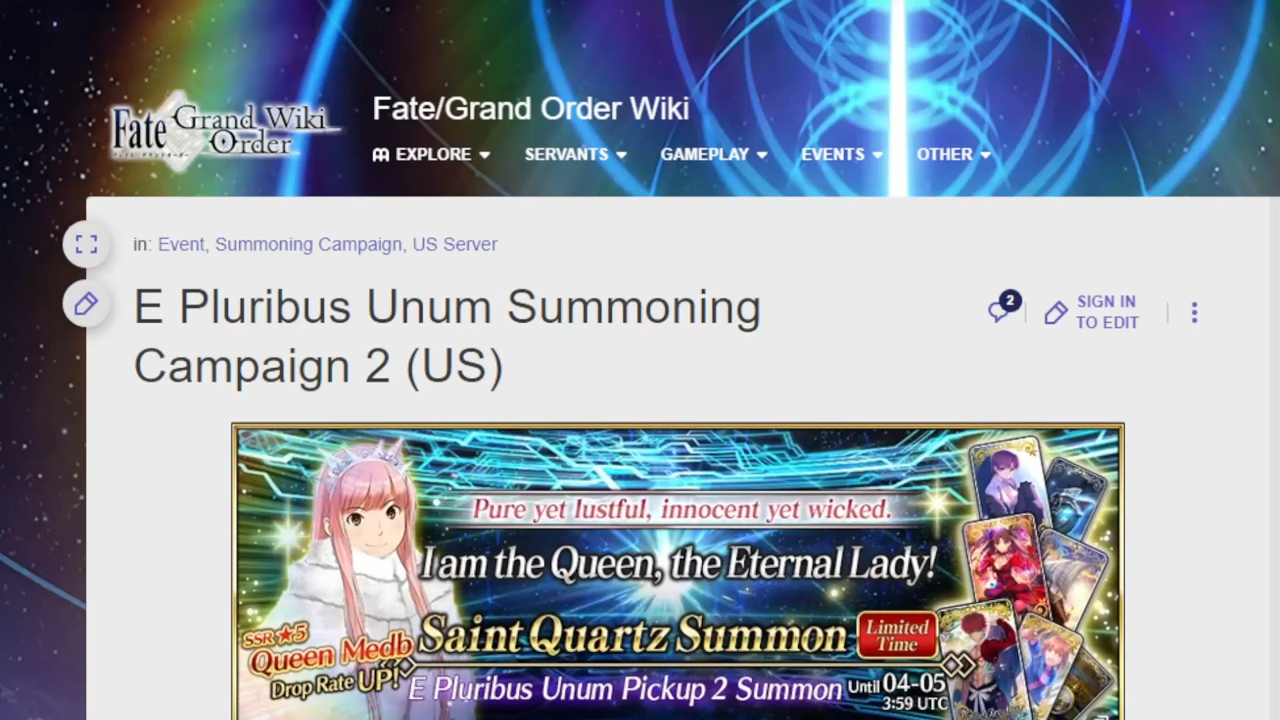 Fate Grand Wiki
Order
Fate/Grand Order Wiki
EXPLORE SERVANTS GAMEPLAY EVENTS OTHER
in: Event, Summoning Campaign, US Server
E Pluribus Unum Summoning
Campaign 2 (US)
2
SIGN IN
TO EDIT
Pure yet lustful, innocent yet wicked.
I am the Queen, the Eternal Lady!
SSR ★5
Queen Medb
Drop Rate UP!
Saint Quartz Summon
Limited
Time
E Pluribus Unum Pickup 2 Summon
Until 04-05
3:59 UTC